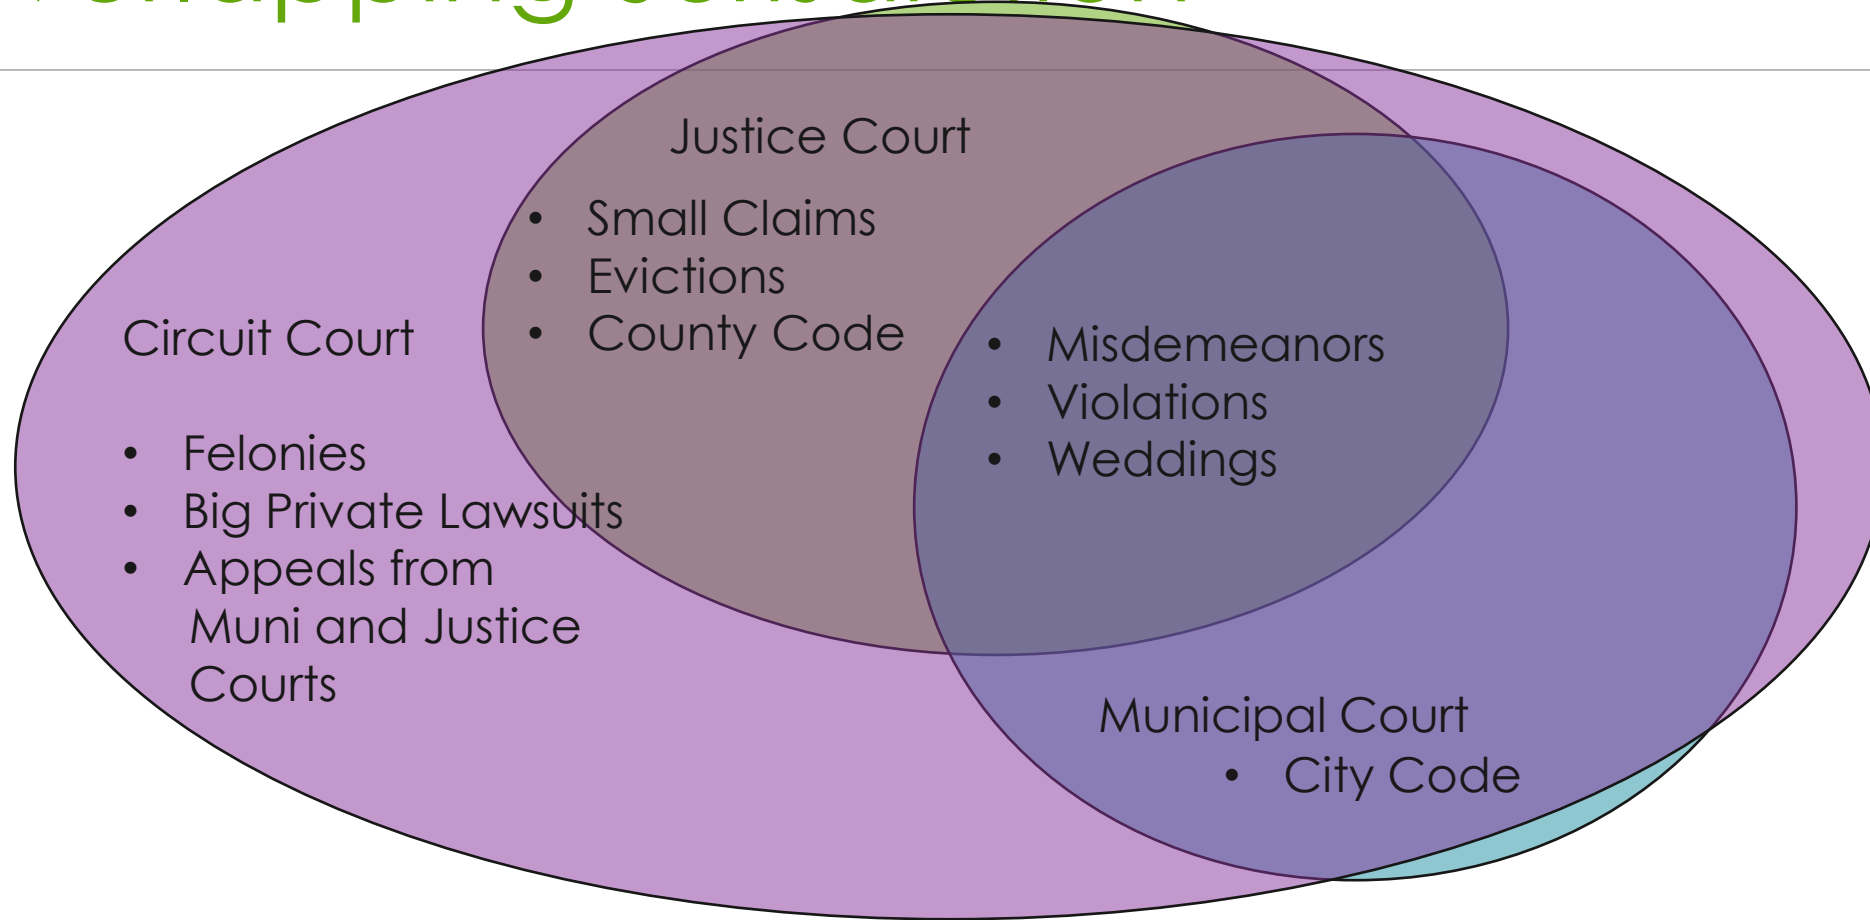 Justice Court
• Small Claims
• Evictions
• County Code
Circuit Court
• Felonies
• Big Private Lawsuits
• Appeals from
Muni and Justice
Courts
• Misdemeanors
• Violations
• Weddings
Municipal Court
• City Code